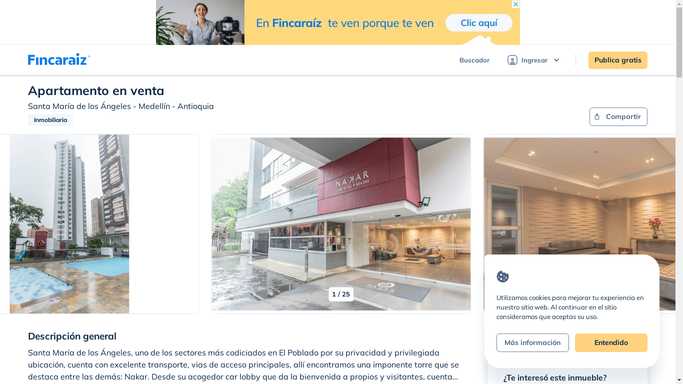 En Fincaraíz te ven porque te ven
Clic aquí
Fincaraiz
Buscador
Ingresar
Publica gratis
Apartamento en venta
Santa María de los Ángeles - Medellín - Antioquia
Inmobiliaria
Compartir
NAKAR
1 / 25
Utilizamos cookies para mejorar tu experiencia en
nuestro sitio web. Al continuar en el sitio
consideramos que aceptas su uso.
Más información
Entendido
Descripción general
Santa María de los Ángeles, uno de los sectores más codiciados en El Poblado por su privacidad y privilegiada
ubicación, cuenta con excelente transporte, vías de acceso principales, allí encontramos una imponente torre que se
destaca entre las demás: Nakar. Desde su acogedor car lobby que da la bienvenida a propios y visitantes, cuenta...
¿Te interesó este inmueble?